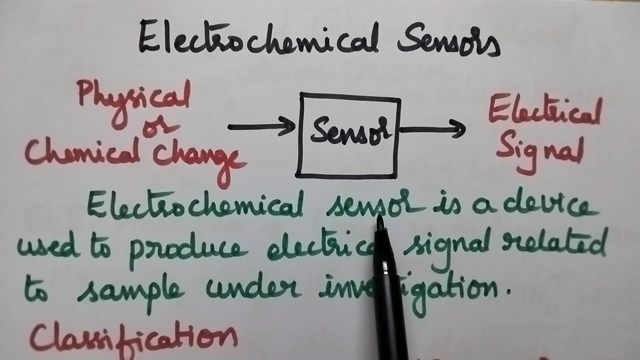 Electrochemical Sensors
Physical
or
Chemical Change
Sensor
Electrical
Signal
Electrochemical sensor is a device
used to produce electrical signal related
to sample under investigation.
Classification